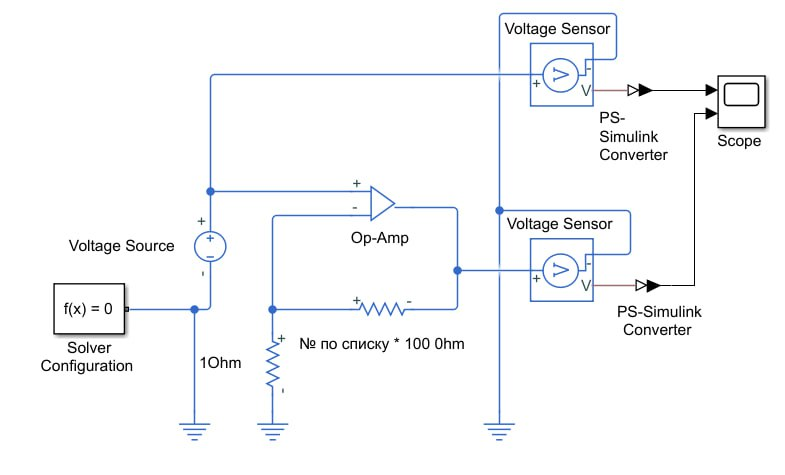 Voltage Sensor
+
-
V
PS-
Simulink
Converter
Scope
+
-
Op-Amp
Voltage Source
+
+
-
-
Voltage Sensor
+
-
V
PS-Simulink
Converter
f(x) = 0
Solver
Configuration
+
-
1Ohm
+
-
№ по списку * 100 0hm